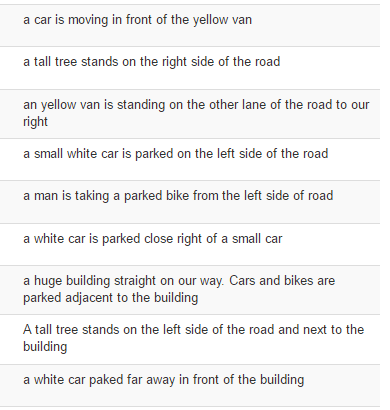 a car is moving in front of the yellow van
a tall tree stands on the right side of the road
an yellow van is standing on the other lane of the road to our
right
a small white car is parked on the left side of the road
a man is taking a parked bike from the left side of road
a white car is parked close right of a small car
a huge building straight on our way. Cars and bikes are
parked adjacent to the building
A tall tree stands on the left side of the road and next to the
building
a white car paked far away in front of the building